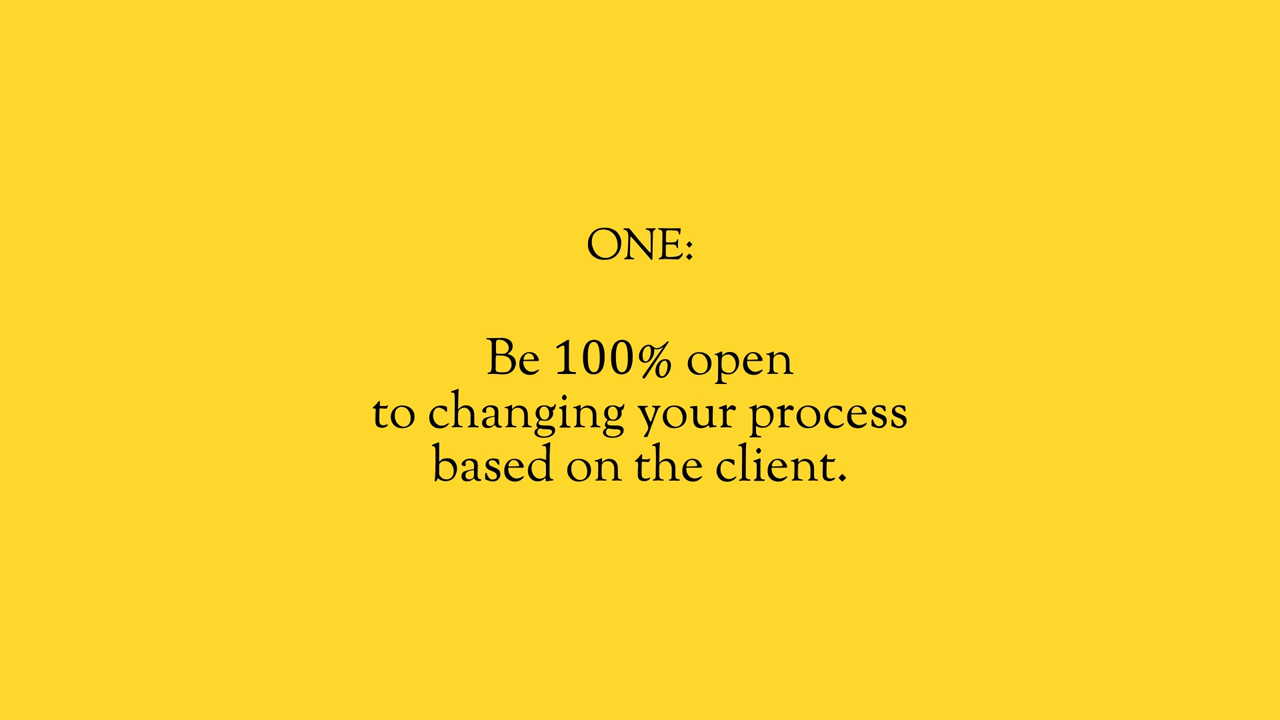 ONE:
Be 100% open
to changing your process
based on the client.